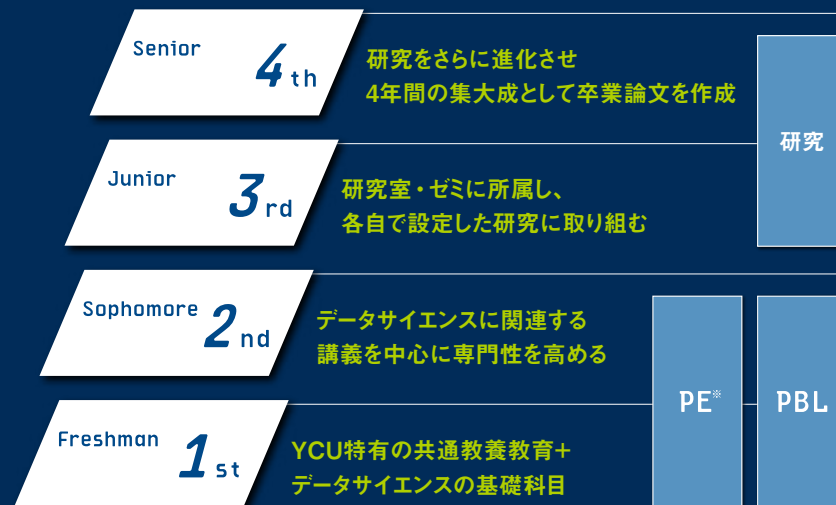 Senior 4th
研究をさらに進化させ
4年間の集大成として卒業論文を作成
研究
Junior 3rd
研究室・ゼミに所属し、
各自で設定した研究に取り組む
Sophomore 2nd
データサイエンスに関連する
講義を中心に専門性を高める
PE※
PBL
Freshman 1st
YCU特有の共通教養教育+
データサイエンスの基礎科目